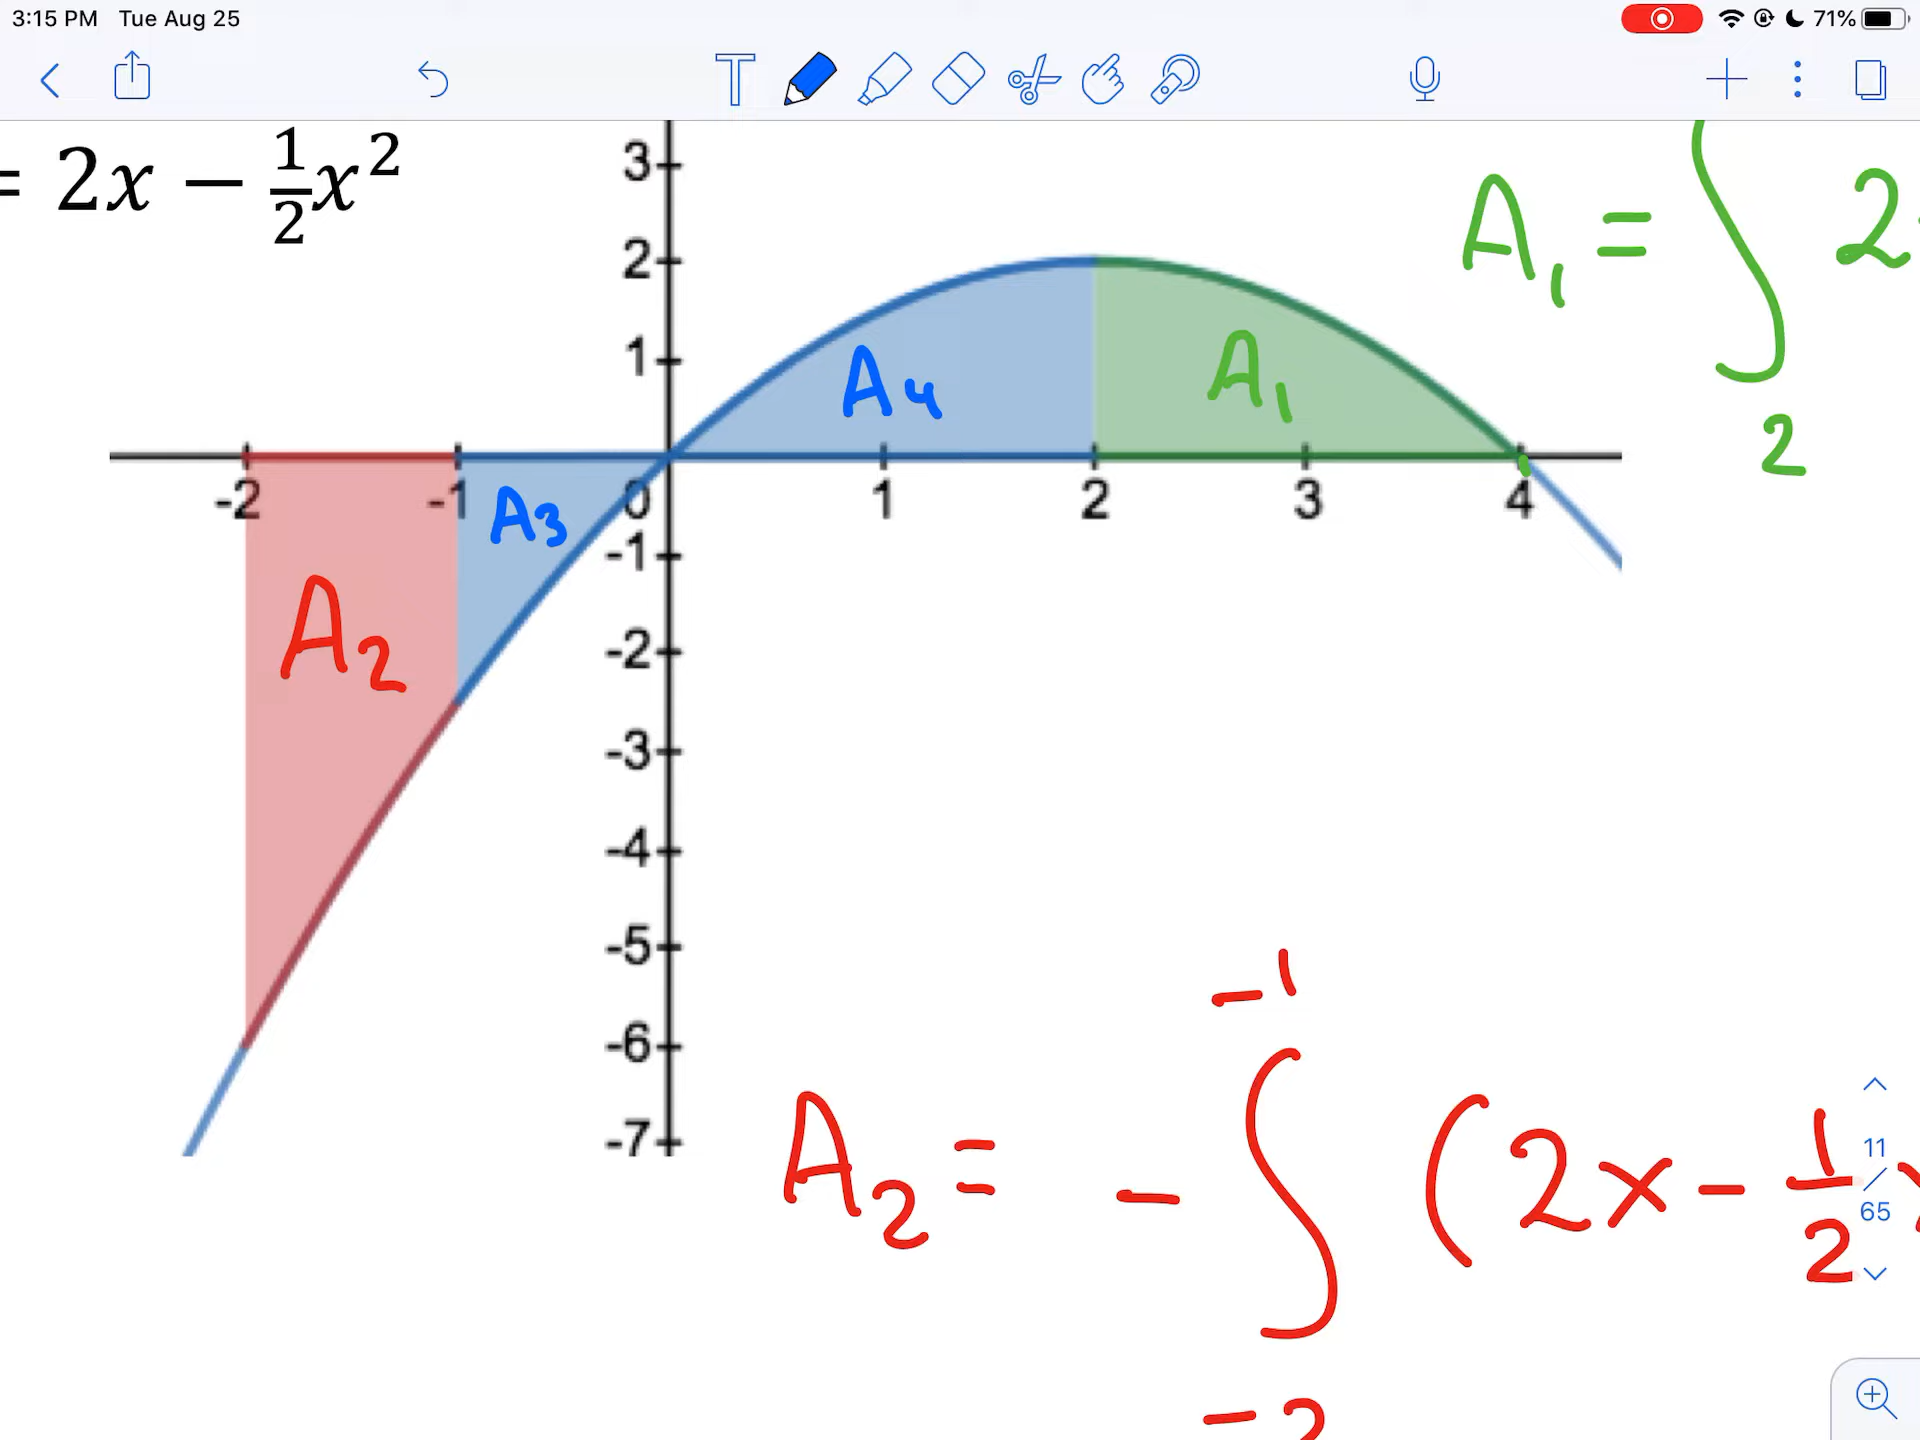 3:15 PM Tue Aug 25 71%
= 2x − 1/2 x²
A₁ = ∫ 2
2
3
2
1
A₄
A₁
-2 -1 0 1 2 3 4
A₃
-1
A₂
-2
-3
-4
-5
-6
-7
-1
A₂ = - ∫ (2x - 1/2 x
-2
11
/
65